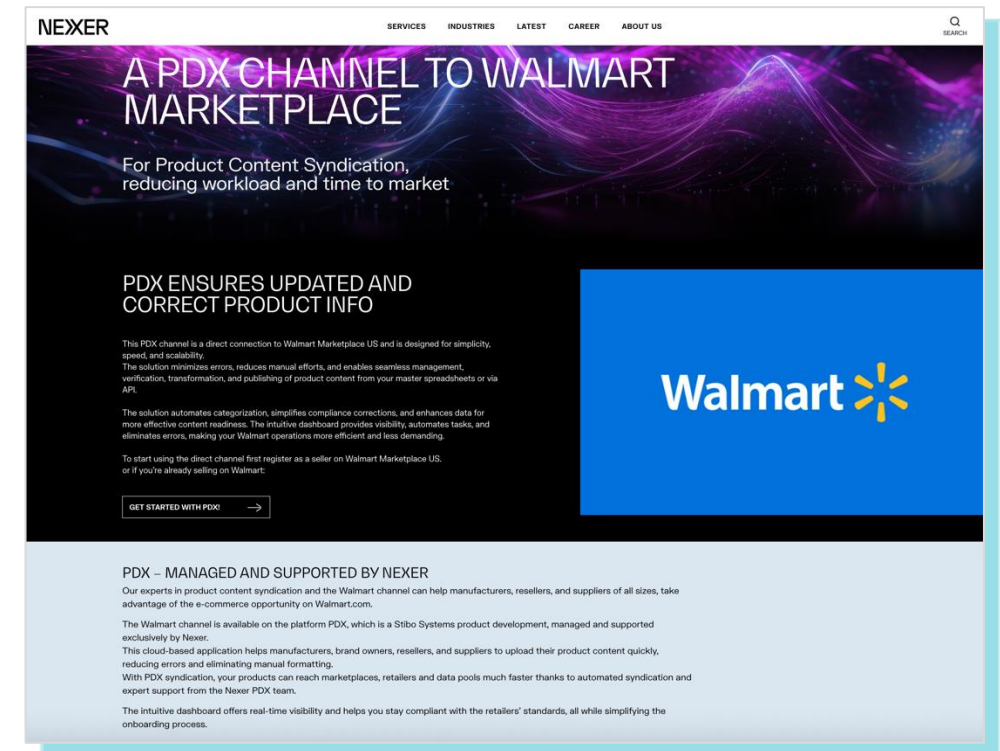 NEXER
SERVICES INDUSTRIES LATEST CAREER ABOUT US
SEARCH
A PDX CHANNEL TO WALMART
MARKETPLACE
For Product Content Syndication,
reducing workload and time to market
PDX ENSURES UPDATED AND
CORRECT PRODUCT INFO
This PDX channel is a direct connection to Walmart Marketplace US and is designed for simplicity,
speed, and scalability.
The solution minimizes errors, reduces manual efforts, and enables seamless management,
verification, transformation, and publishing of product content from your master spreadsheets or via
API.
The solution automates categorization, simplifies compliance corrections, and enhances data for
more effective content readiness. The intuitive dashboard provides visibility, automates tasks, and
eliminates errors, making your Walmart operations more efficient and less demanding.
To start using the direct channel first register as a seller on Walmart Marketplace US.
or if you're already selling on Walmart:
GET STARTED WITH PDX!
Walmart
PDX – MANAGED AND SUPPORTED BY NEXER
Our experts in product content syndication and the Walmart channel can help manufacturers, resellers, and suppliers of all sizes, take
advantage of the e-commerce opportunity on Walmart.com.
The Walmart channel is available on the platform PDX, which is a Stibo Systems product development, managed and supported
exclusively by Nexer.
This cloud-based application helps manufacturers, brand owners, resellers, and suppliers to upload their product content quickly,
reducing errors and eliminating manual formatting.
With PDX syndication, your products can reach marketplaces, retailers and data pools much faster thanks to automated syndication and
expert support from the Nexer PDX team.
The intuitive dashboard offers real-time visibility and helps you stay compliant with the retailers' standards, all while simplifying the
onboarding process.